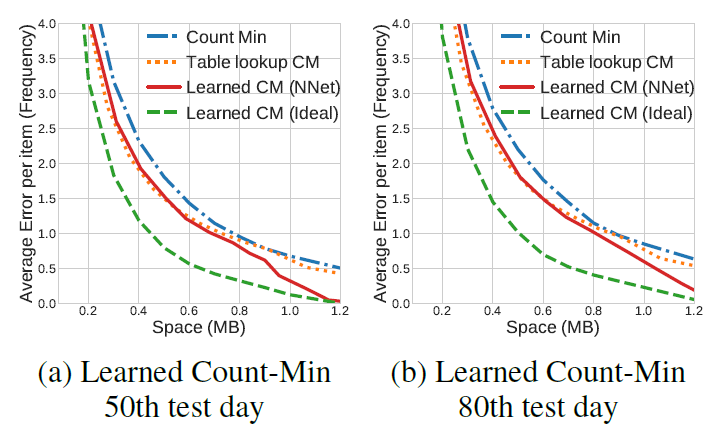 Average Error per item (Frequency)
4.0
3.5
3.0
2.5
2.0
1.5
1.0
0.5
0.0
Count Min
Table lookup CM
Learned CM (NNet)
Learned CM (Ideal)
0.2 0.4 0.6 0.8 1.0 1.2
Space (MB)
(a) Learned Count-Min
50th test day
Average Error per item (Frequency)
4.0
3.5
3.0
2.5
2.0
1.5
1.0
0.5
0.0
Count Min
Table lookup CM
Learned CM (NNet)
Learned CM (Ideal)
0.2 0.4 0.6 0.8 1.0 1.2
Space (MB)
(b) Learned Count-Min
80th test day